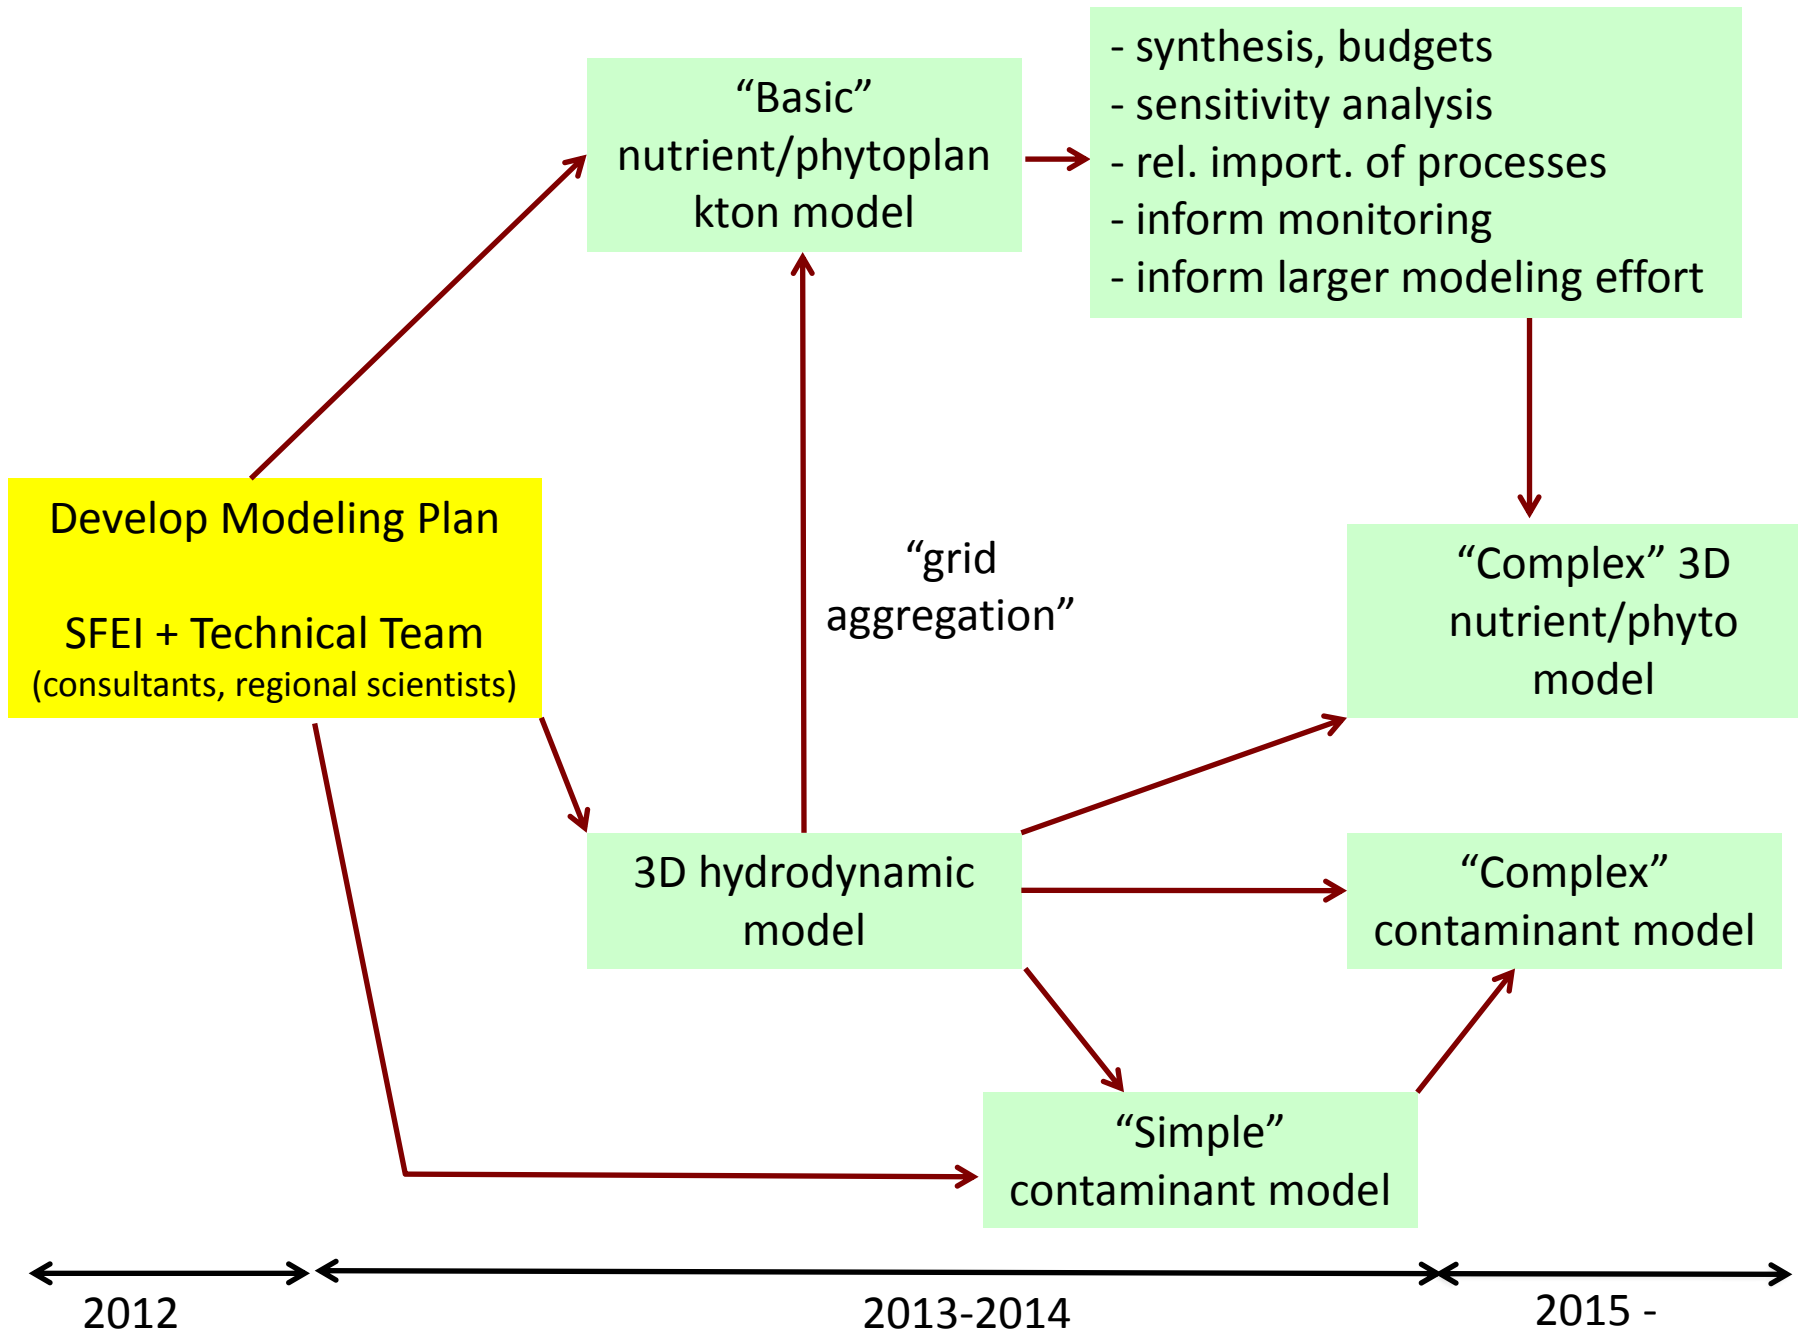 “Basic”
nutrient/phytoplan
kton model
- synthesis, budgets
- sensitivity analysis
- rel. import. of processes
- inform monitoring
- inform larger modeling effort
Develop Modeling Plan
SFEI + Technical Team
(consultants, regional scientists)
“grid
aggregation”
“Complex” 3D
nutrient/phyto
model
3D hydrodynamic
model
“Complex”
contaminant model
“Simple”
contaminant model
2012
2013-2014
2015 -